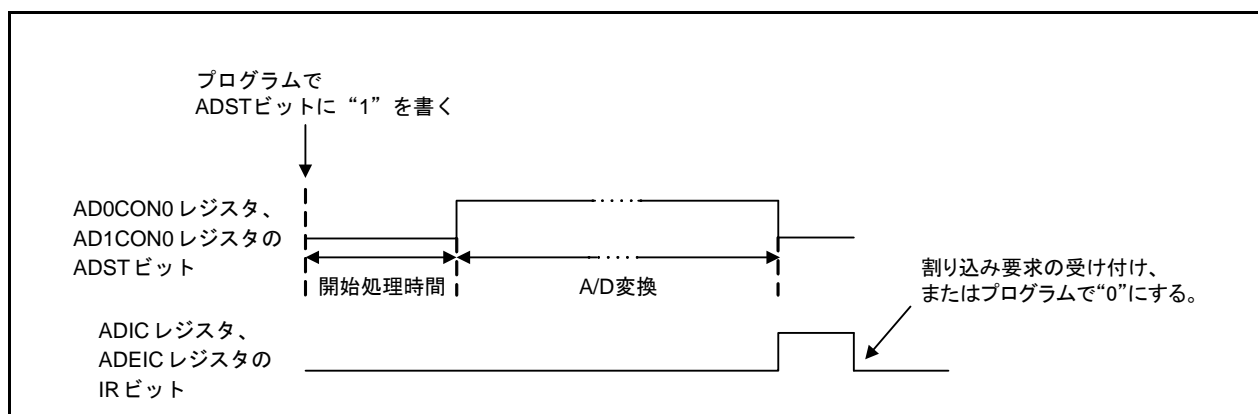 プログラムで
ADSTビットに“1”を書く
AD0CON0 レジスタ、
AD1CON0 レジスタの
ADST ビット
開始処理時間
A/D変換
割り込み要求の受け付け、
またはプログラムで“0”にする。
ADIC レジスタ、
ADEIC レジスタの
IR ビット